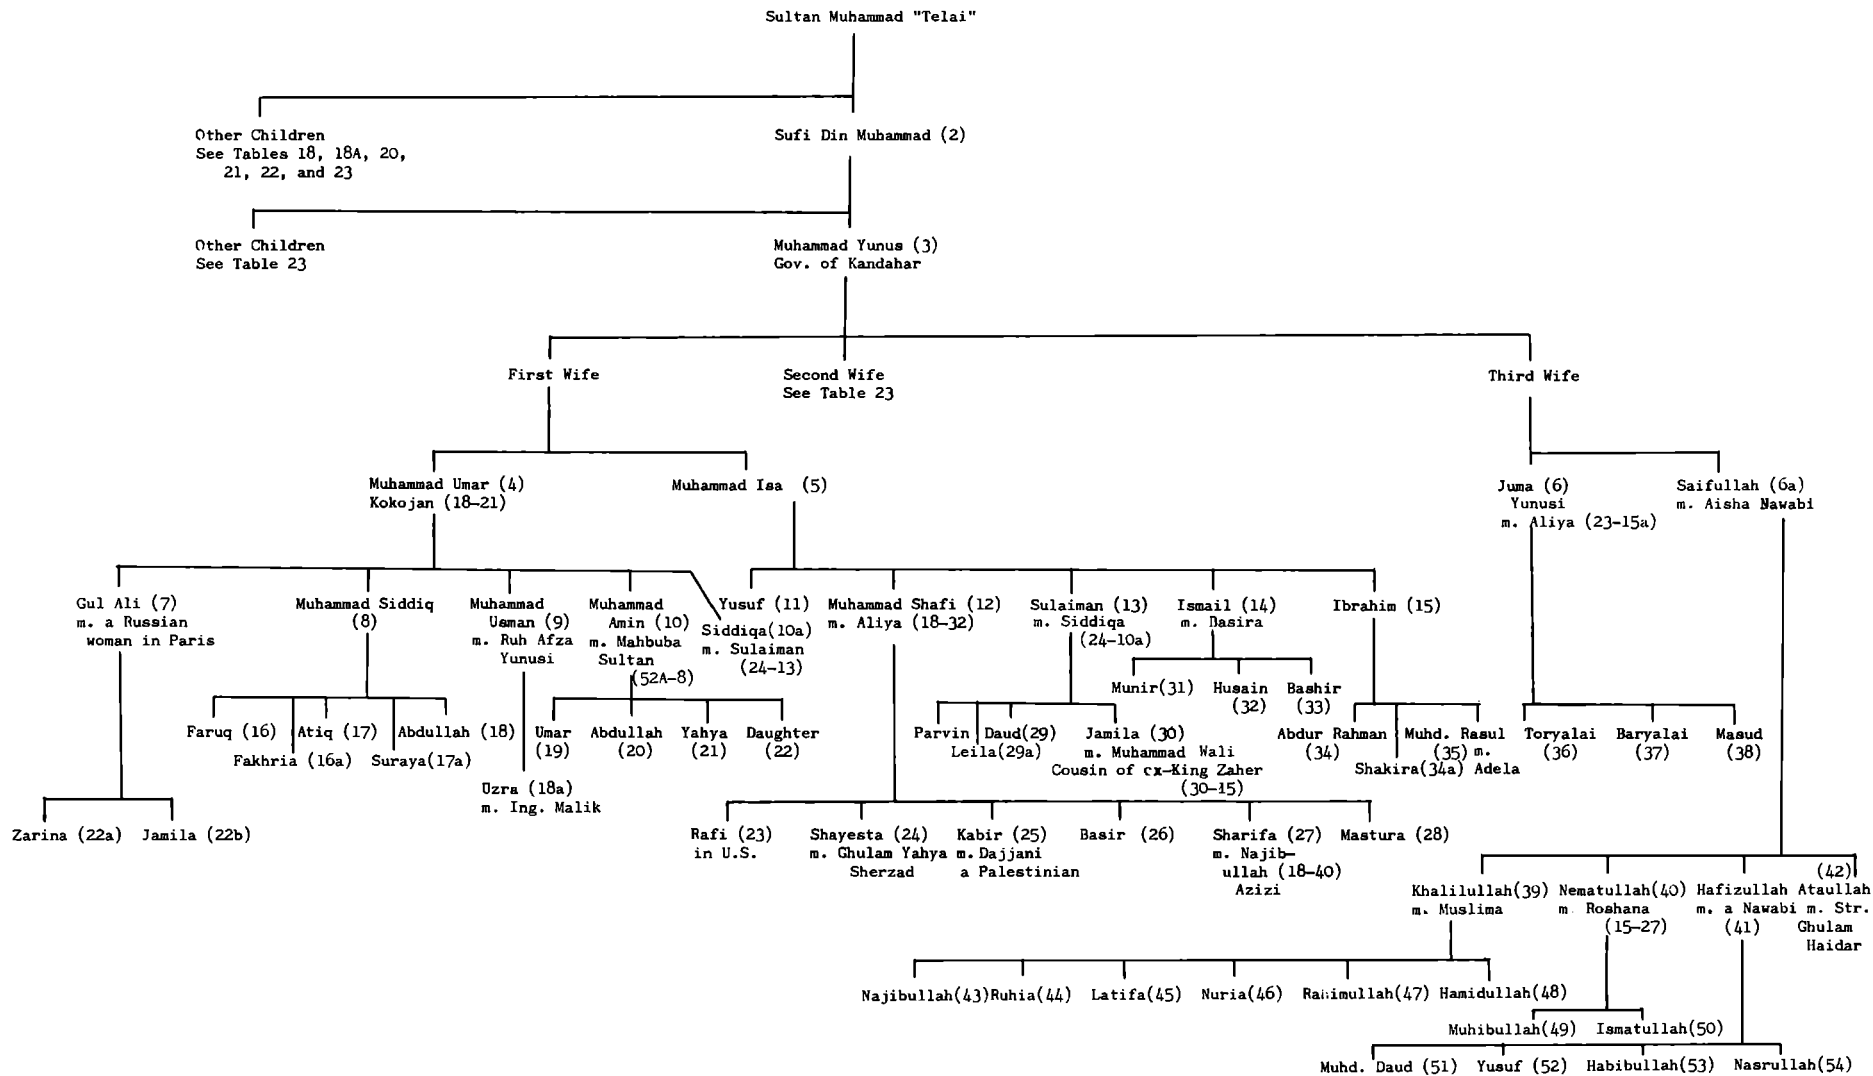 Sultan Muhammad "Telai"
Other Children
See Tables 18, 18A, 20,
21, 22, and 23
Sufi Din Muhammad (2)
Other Children
See Table 23
Muhammad Yunus (3)
Gov. of Kandahar
First Wife
Second Wife
See Table 23
Third Wife
Muhammad Umar (4)
Kokojan (18-21)
Muhammad Isa (5)
Juma (6)
Yunusi
m. Aliya (23-15a)
Saifullah (6a)
m. Aisha Nawabi
Gul Ali (7)
m. a Russian
woman in Paris
Muhammad Siddiq
(8)
Muhammad
Usman (9)
m. Ruh Afza
Yunusi
Muhammad
Amin (10)
m. Mahbuba
Sultan
(52A-8)
Siddiqa(10a)
m. Sulaiman
(24-13)
Yusuf (11)
Muhammad Shafi (12)
m. Aliya (18-32)
Sulaiman (13)
m. Siddiqa
(24-10a)
Ismail (14)
m. Basira
Ibrahim (15)
Munir(31)
Husain
(32)
Bashir
(33)
Faruq (16)
Fakhria (16a)
Atiq (17)
Suraya(17a)
Abdullah (18)
Umar
(19)
Abdullah
(20)
Yahya
(21)
Daughter
(22)
Parvin
Leila(29a)
Daud(29)
Jamila (30)
m. Muhammad Wali
Cousin of ex-King Zaher
(30-15)
Abdur Rahman
(34)
Shakira(34a)
Muhd. Rasul
(35) m.
Adela
Toryalai
(36)
Baryalai
(37)
Masud
(38)
Uzra (18a)
m. Ing. Malik
Zarina (22a)
Jamila (22b)
Rafi (23)
in U.S.
Shayesta (24)
m. Ghulam Yahya
Sherzad
Kabir (25)
m. Dajjani
a Palestinian
Basir (26)
Sharifa (27)
m. Najib-
ullah (18-40)
Azizi
Mastura (28)
Khalilullah(39)
m. Muslima
Nematullah(40)
m. Roshana
(15-27)
Hafizullah
m. a Nawabi
(41)
(42)
Ataullah
m. Str.
Ghulam
Haidar
Najibullah(43)
Ruhia(44)
Latifa(45)
Nuria(46)
Rahimullah(47)
Hamidullah(48)
Muhibullah(49)
Ismatullah(50)
Muhd. Daud (51)
Yusuf (52)
Habibullah(53)
Nasrullah(54)